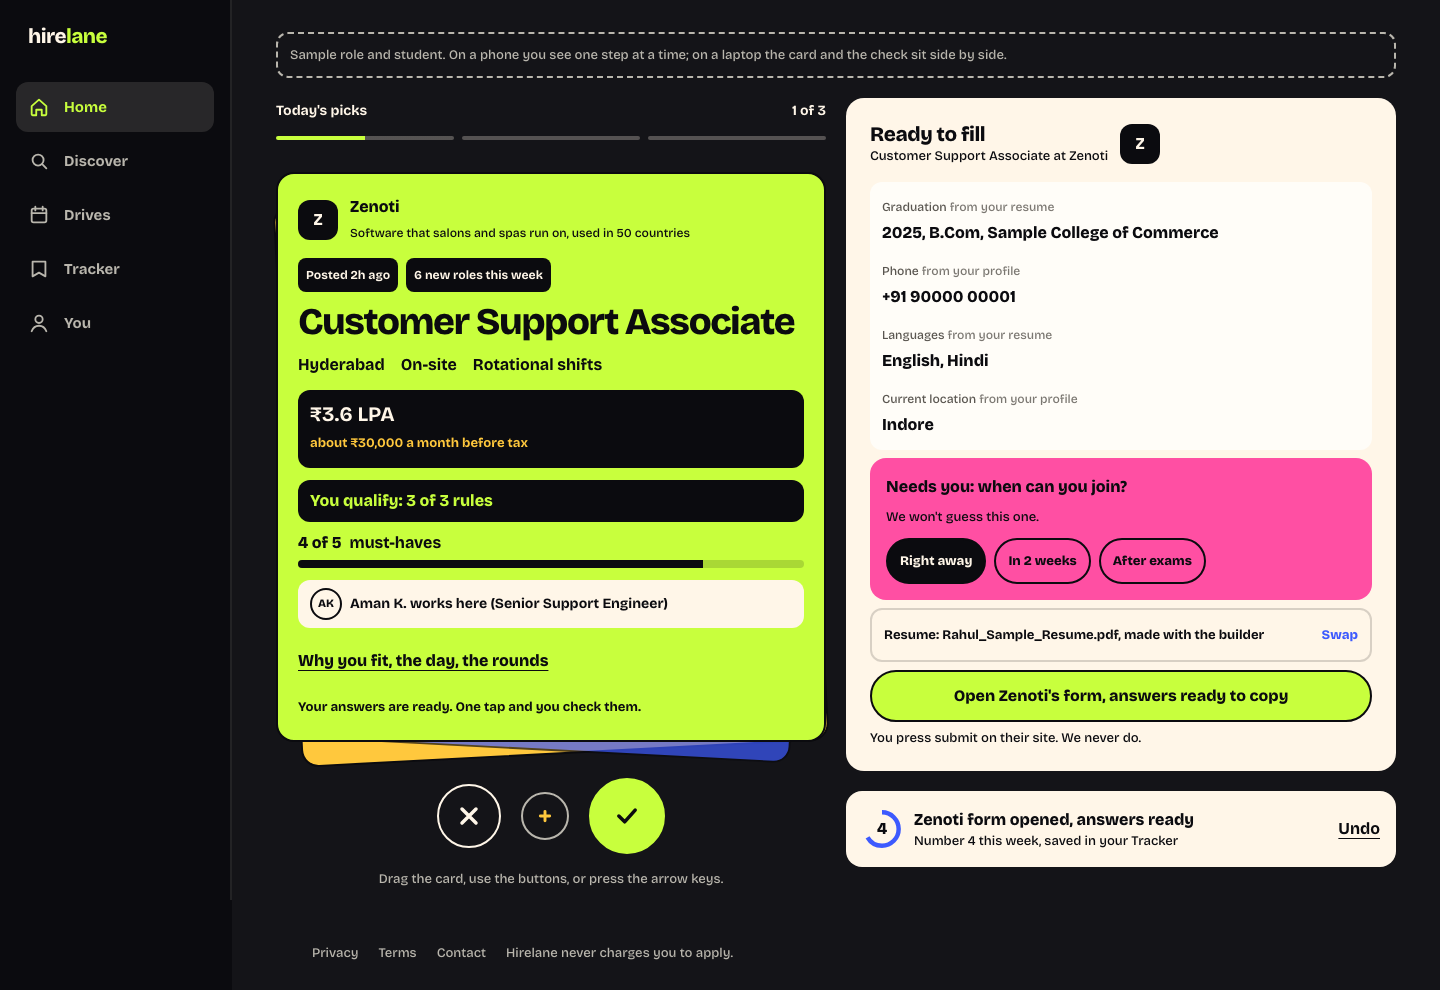 hirelane
Home
Discover
Drives
Tracker
You
Sample role and student. On a phone you see one step at a time; on a laptop the card and the check sit side by side.
Today's picks
1 of 3
Z
Zenoti
Software that salons and spas run on, used in 50 countries
Posted 2h ago
6 new roles this week
Customer Support Associate
Hyderabad On-site Rotational shifts
₹3.6 LPA
about ₹30,000 a month before tax
You qualify: 3 of 3 rules
4 of 5 must-haves
AK
Aman K. works here (Senior Support Engineer)
Why you fit, the day, the rounds
Your answers are ready. One tap and you check them.
Drag the card, use the buttons, or press the arrow keys.
Ready to fill
Customer Support Associate at Zenoti
Z
Graduation from your resume
2025, B.Com, Sample College of Commerce
Phone from your profile
+91 90000 00001
Languages from your resume
English, Hindi
Current location from your profile
Indore
Needs you: when can you join?
We won't guess this one.
Right away
In 2 weeks
After exams
Resume: Rahul_Sample_Resume.pdf, made with the builder
Swap
Open Zenoti's form, answers ready to copy
You press submit on their site. We never do.
4
Zenoti form opened, answers ready
Number 4 this week, saved in your Tracker
Undo
Privacy Terms Contact Hirelane never charges you to apply.